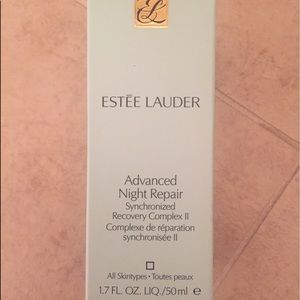 ESTĒE LAUDER
Advanced
Night Repair
Synchronized
Recovery Complex II
Complexe de réparation
synchronisée II
All Skintypes • Toutes peaux
1.7 FL. OZ. LIQ./50 ml e